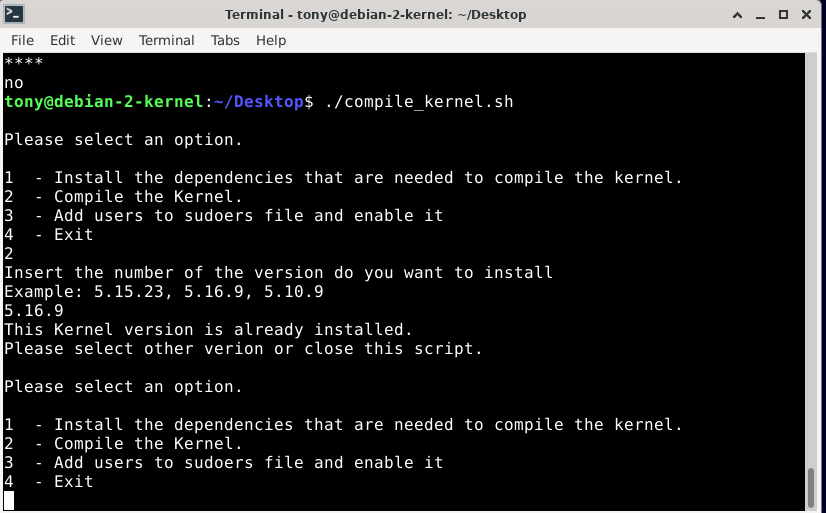 Terminal - tony@debian-2-kernel: ~/Desktop
File Edit View Terminal Tabs Help
****
no
tony@debian-2-kernel:~/Desktop$ ./compile_kernel.sh
Please select an option.
1  - Install the dependencies that are needed to compile the kernel.
2  - Compile the Kernel.
3  - Add users to sudoers file and enable it
4  - Exit
2
Insert the number of the version do you want to install
Example: 5.15.23, 5.16.9, 5.10.9
5.16.9
This Kernel version is already installed.
Please select other verion or close this script.
Please select an option.
1  - Install the dependencies that are needed to compile the kernel.
2  - Compile the Kernel.
3  - Add users to sudoers file and enable it
4  - Exit